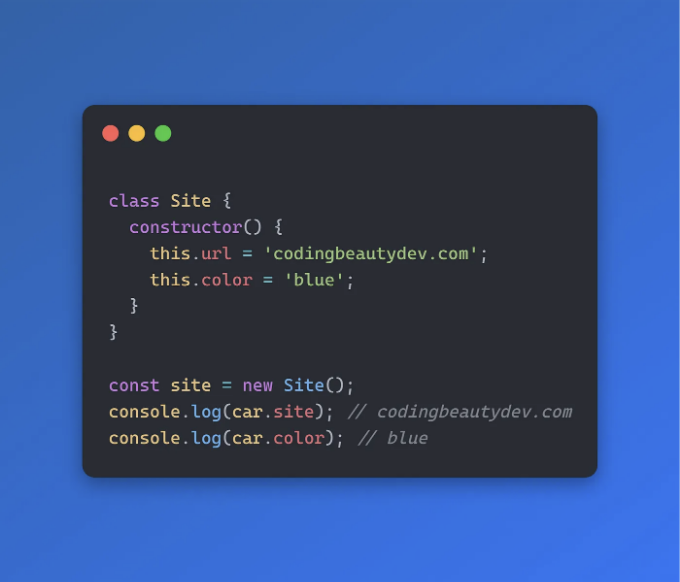 class Site {
  constructor() {
    this.url = 'codingbeautydev.com';
    this.color = 'blue';
  }
}
const site = new Site();
console.log(car.site); // codingbeautydev.com
console.log(car.color); // blue